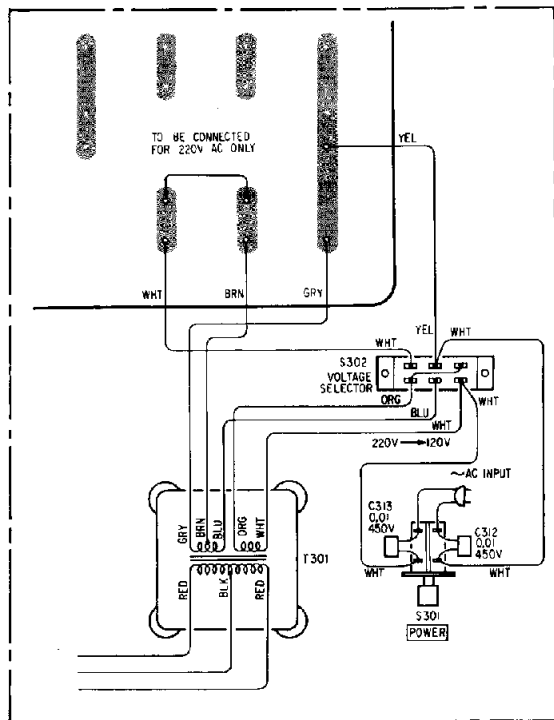 TO BE CONNECTED
FOR 220V AC ONLY
YEL
WHT
BRN
GRY
YEL
WHT
WHT
S302
VOLTAGE
SELECTOR
ORG
BLU
WHT
WHT
220V → 120V
~AC INPUT
C313
0.01
450V
C312
0.01
450V
GRY
BRN
BLU
ORG
WHT
T301
RED
BLK
RED
WHT
WHT
S301
POWER